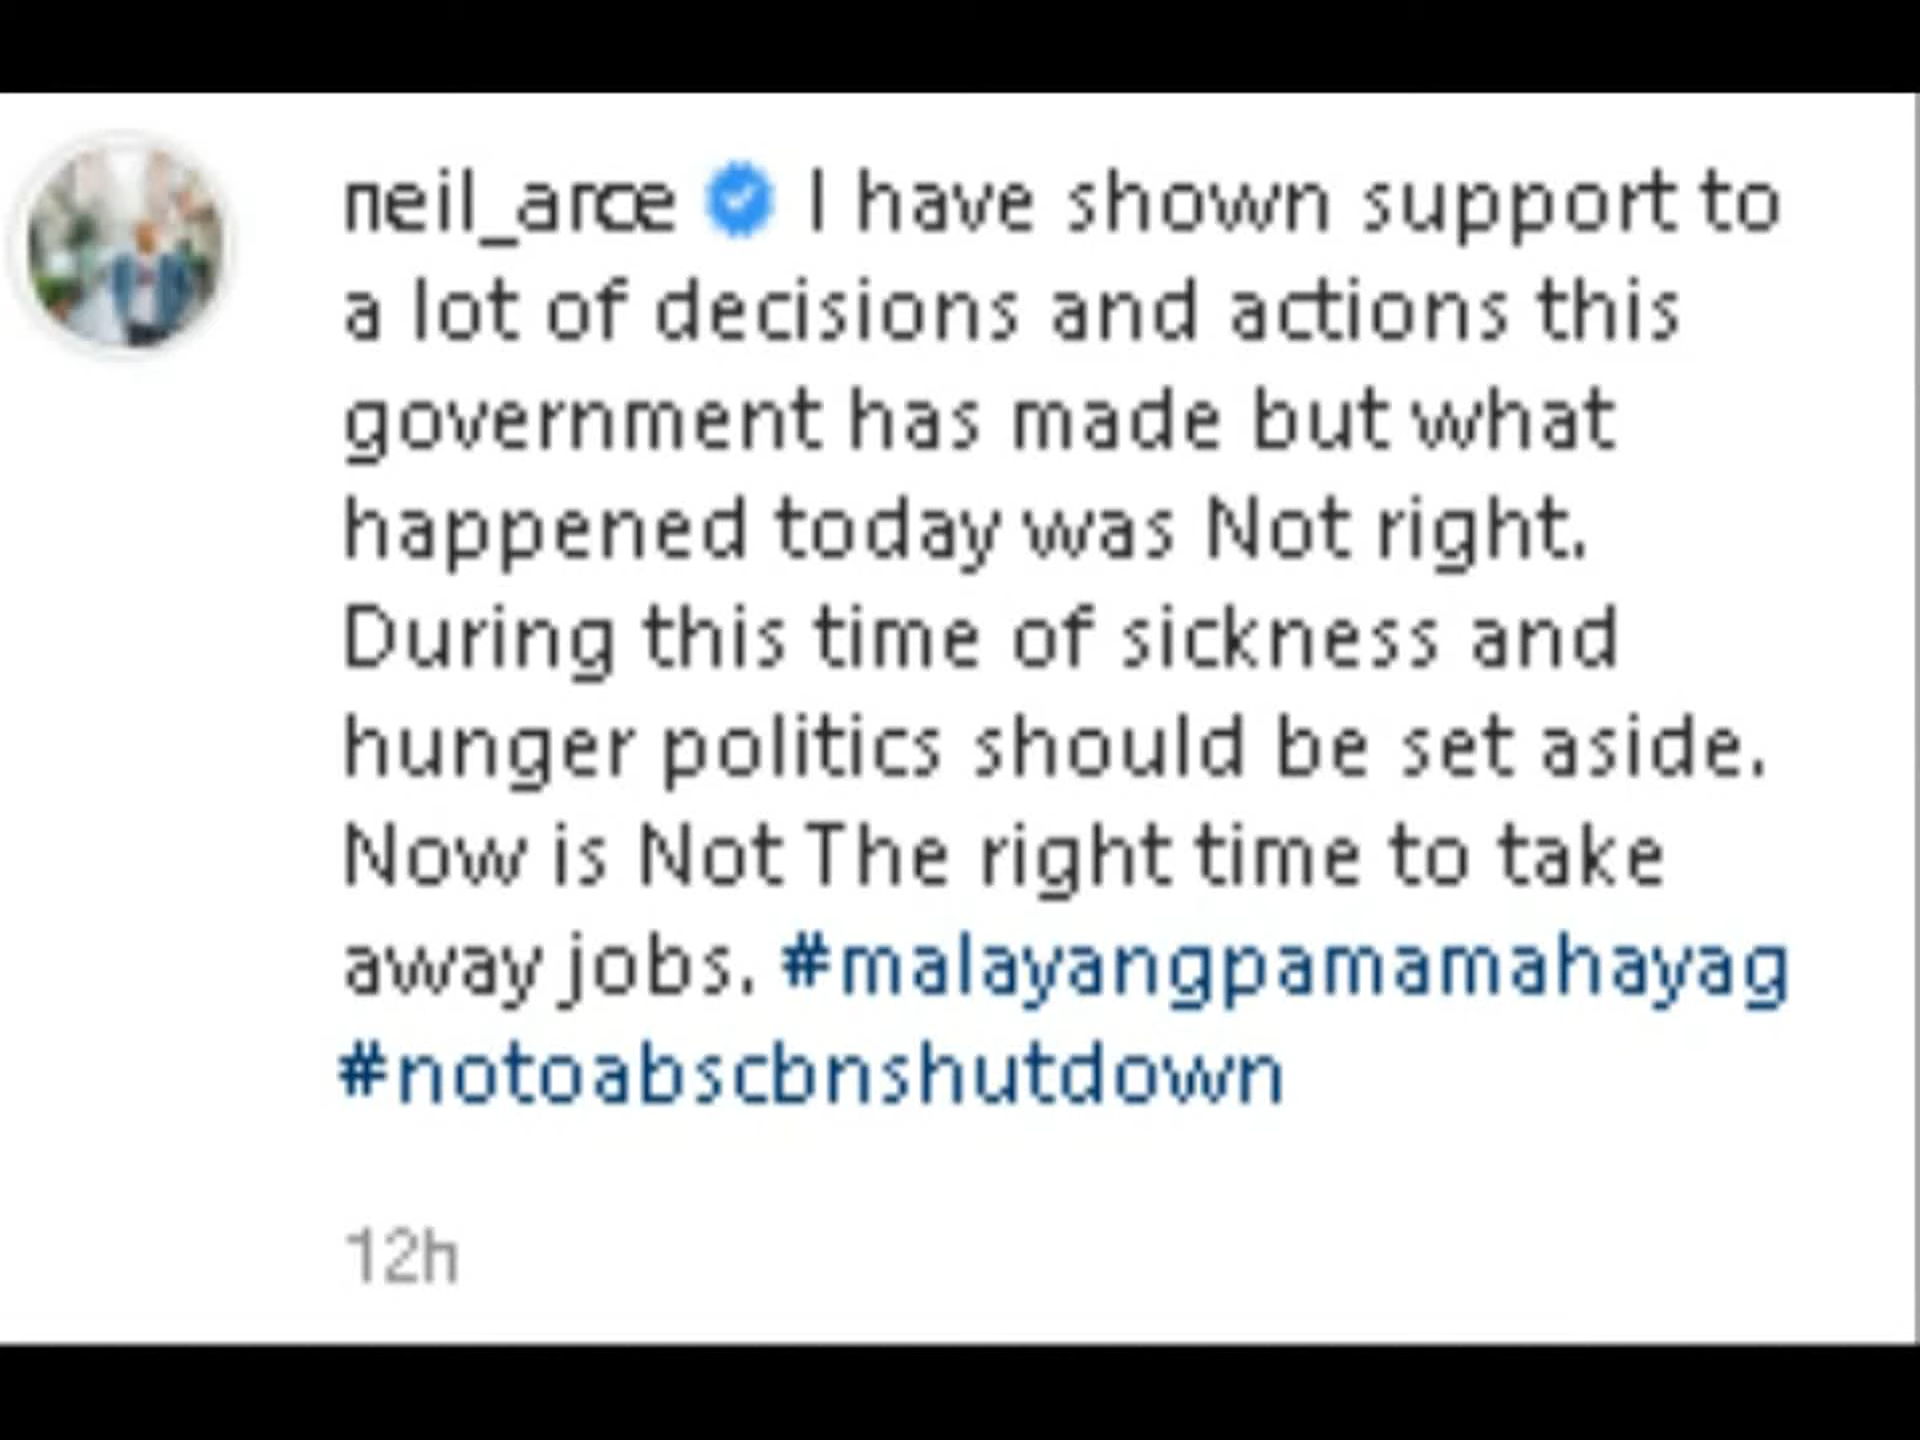 neil_arce I have shown support to
a lot of decisions and actions this
government has made but what
happened today was Not right.
During this time of sickness and
hunger politics should be set aside.
Now is Not The right time to take
away jobs. #malayangpamamahayag
#notoabscbnshutdown
12h